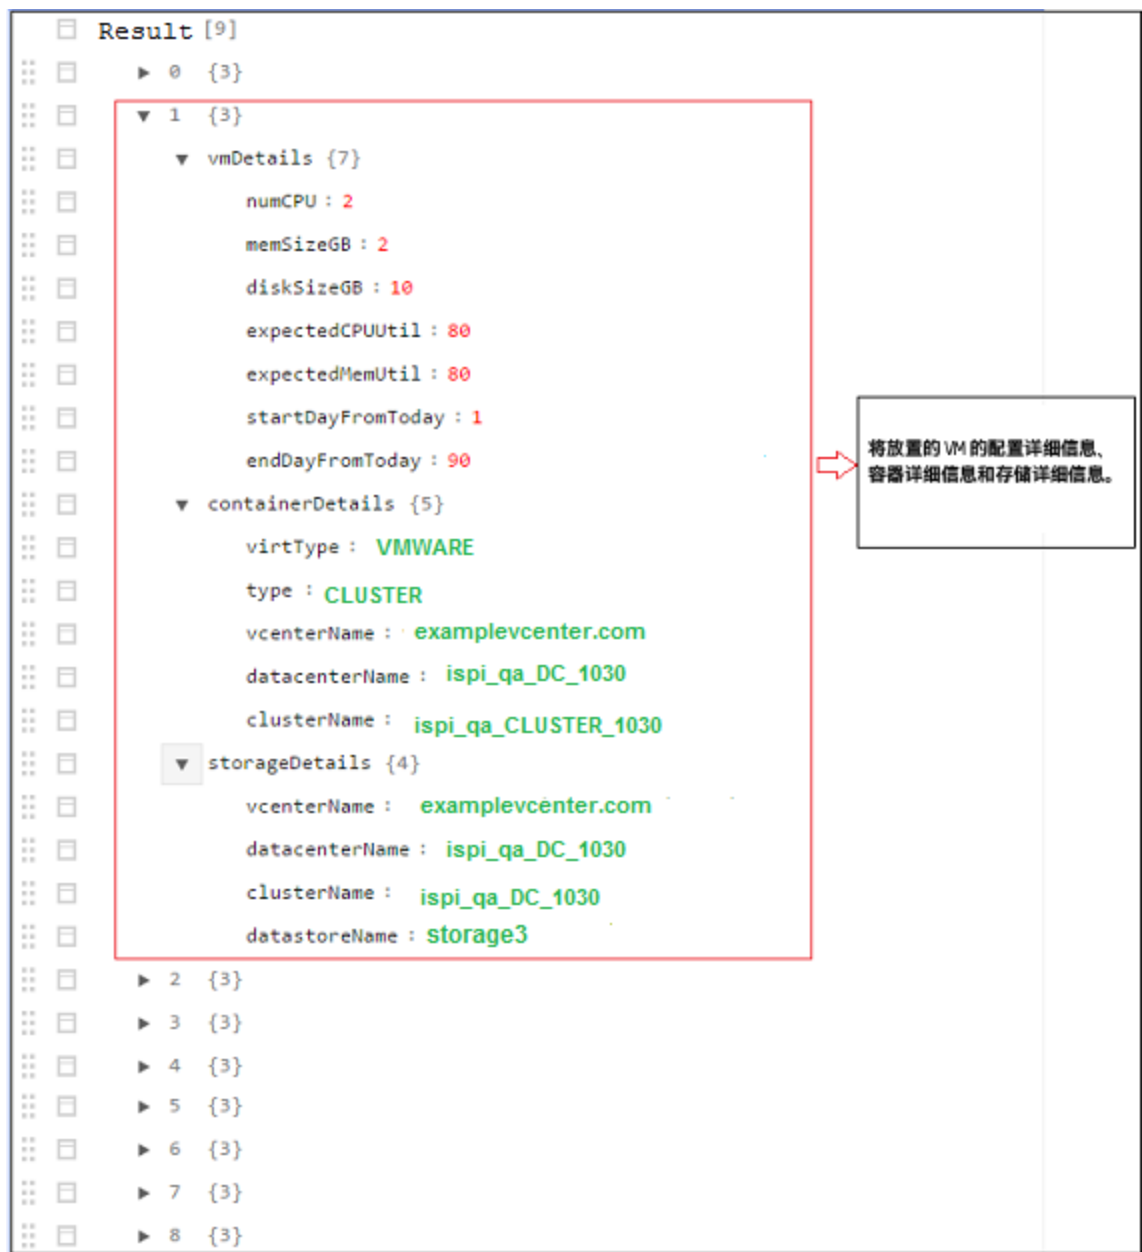 Result [9]
▶ 0 {3}
▼ 1 {3}
▼ vmDetails {7}
numCPU : 2
memSizeGB : 2
diskSizeGB : 10
expectedCPUUtil : 80
expectedMemUtil : 80
startDayFromToday : 1
endDayFromToday : 90
▼ containerDetails {5}
virtType : VMWARE
type : CLUSTER
vcenterName : examplevcenter.com
datacenterName : ispi_qa_DC_1030
clusterName : ispi_qa_CLUSTER_1030
▼ storageDetails {4}
vcenterName : examplevcenter.com
datacenterName : ispi_qa_DC_1030
clusterName : ispi_qa_DC_1030
datastoreName : storage3
▶ 2 {3}
▶ 3 {3}
▶ 4 {3}
▶ 5 {3}
▶ 6 {3}
▶ 7 {3}
▶ 8 {3}
将放置的 VM 的配置详细信息、
容器详细信息和存储详细信息。